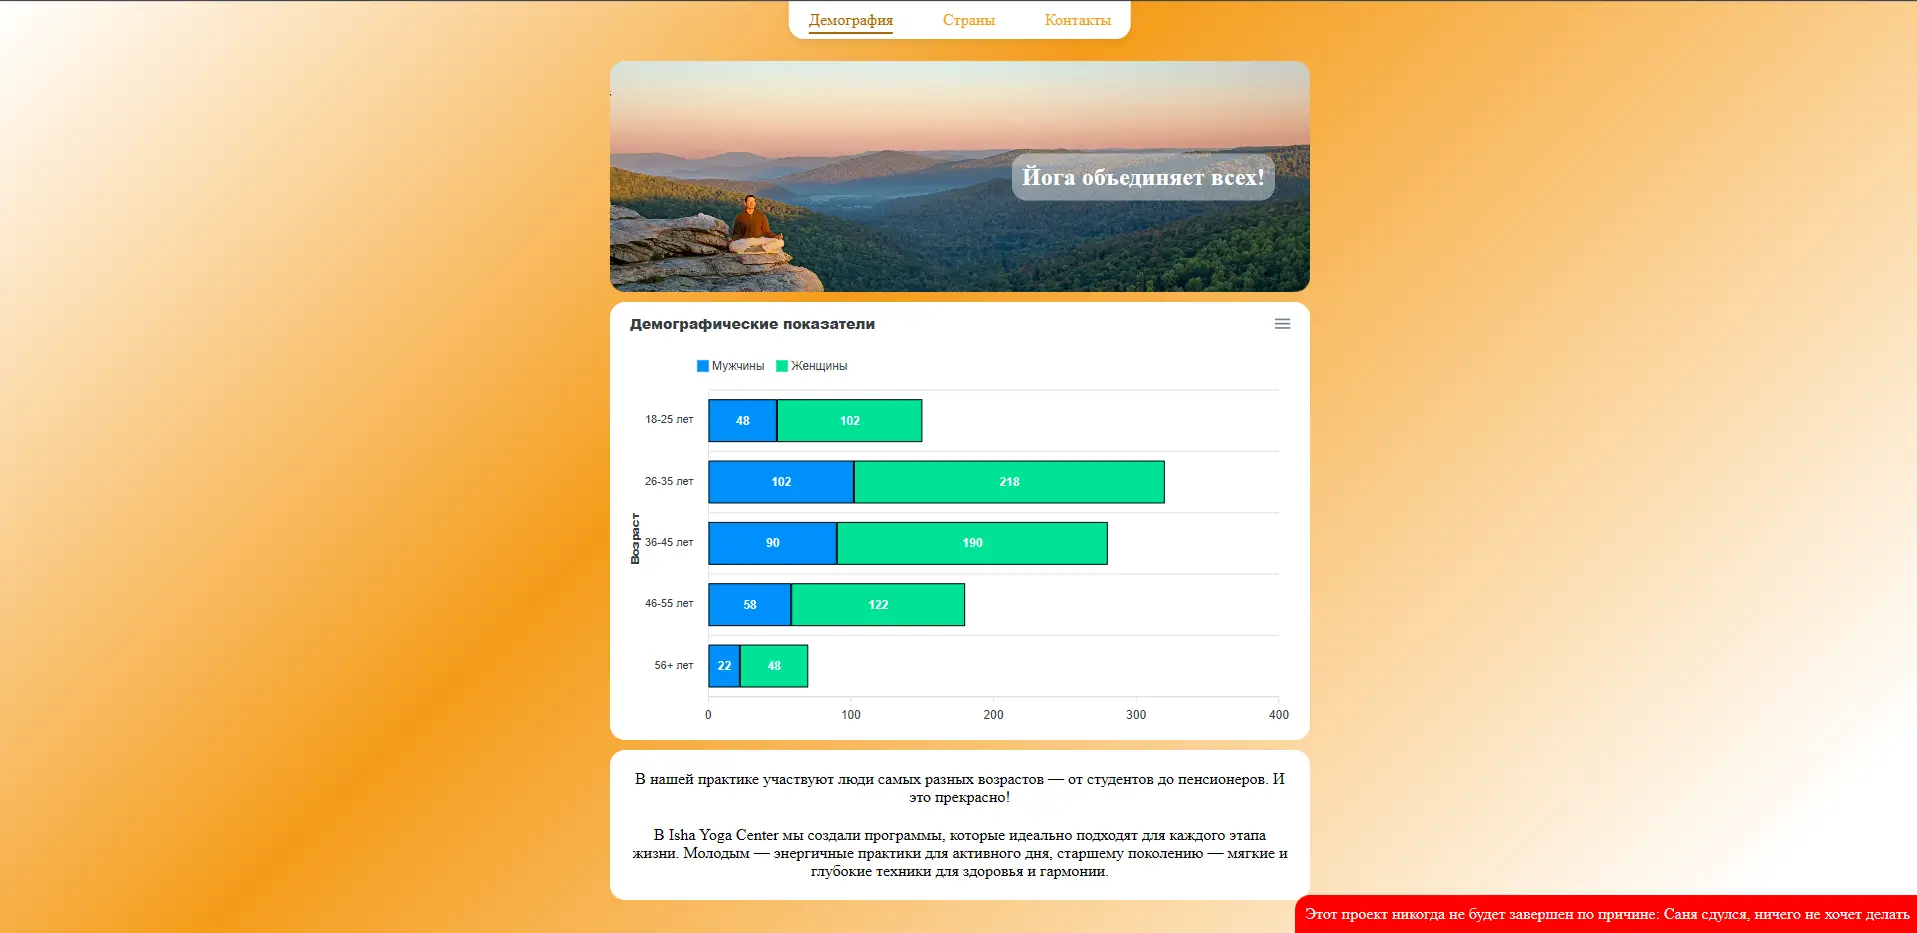 Демография Страны Контакты
Йога объединяет всех!
Демографические показатели
Мужчины Женщины
Возраст
18-25 лет 48 102
26-35 лет 102 218
36-45 лет 90 190
46-55 лет 58 122
56+ лет 22 48
0 100 200 300 400
В нашей практике участвуют люди самых разных возрастов — от студентов до пенсионеров. И
это прекрасно!
В Isha Yoga Center мы создали программы, которые идеально подходят для каждого этапа
жизни. Молодым — энергичные практики для активного дня, старшему поколению — мягкие и
глубокие техники для здоровья и гармонии.
Этот проект никогда не будет завершен по причине: Саня сдулся, ничего не хочет делать